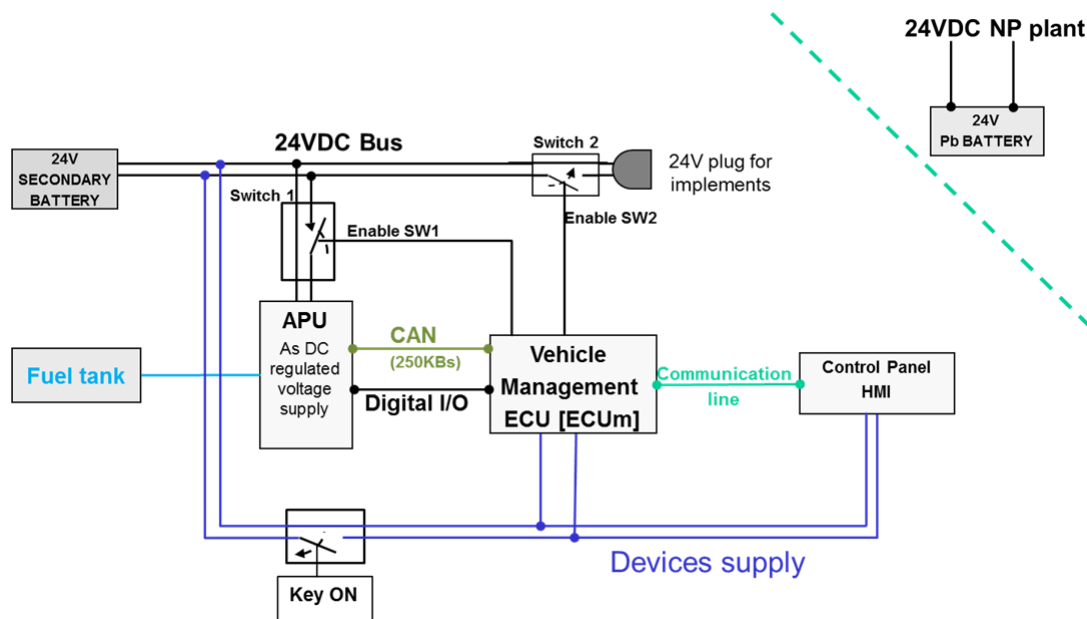 24VDC NP plant
24V
Pb BATTERY
24VDC Bus
Switch 2
24V
SECONDARY
BATTERY
24V plug for
implements
Switch 1
Enable SW1
Enable SW2
APU
As DC
regulated
voltage
supply
CAN
(250KBs)
Digital I/O
Vehicle
Management
ECU [ECUm]
Fuel tank
Communication
line
Control Panel
HMI
Devices supply
Key ON